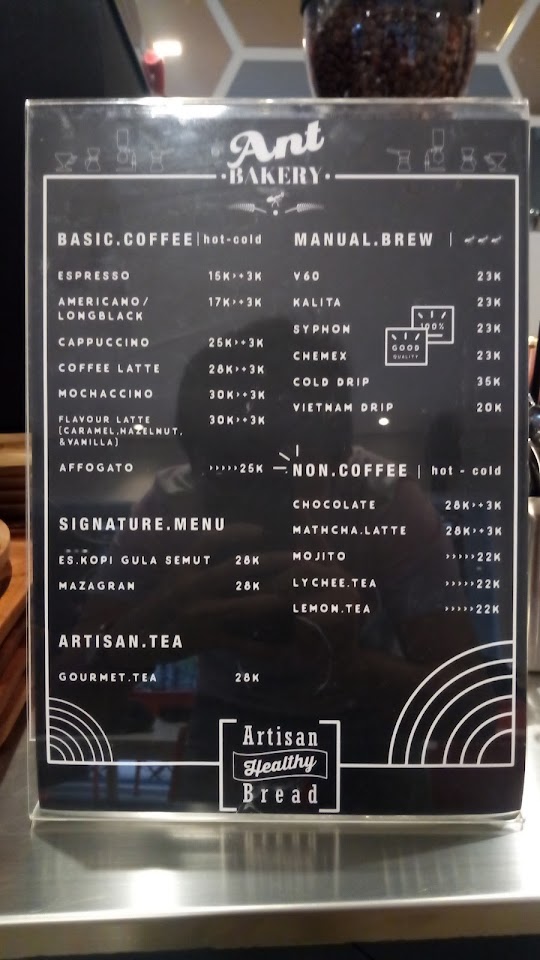 Ant
BAKERY
BASIC.COFFEE | hot-cold
ESPRESSO 15K>+3K
AMERICANO/ 17K>+3K
LONGBLACK
CAPPUCCINO 25K>+3K
COFFEE LATTE 28K>+3K
MOCHACCINO 30K>+3K
FLAVOUR LATTE 30K>+3K
(CARAMEL,HAZELNUT,
&VANILLA)
AFFOGATO >>>>>25K
SIGNATURE.MENU
ES.KOPI GULA SEMUT 28K
MAZAGRAN 28K
ARTISAN.TEA
GOURMET.TEA 28K
MANUAL.BREW |
V60 23K
KALITA 23K
SYPHON 23K
CHEMEX 23K
COLD DRIP 35K
VIETNAM DRIP 20K
100%
GOOD
QUALITY
NON.COFFEE | hot - cold
CHOCOLATE 28K>+3K
MATHCHA.LATTE 28K>+3K
MOJITO >>>>>22K
LYCHEE.TEA >>>>>22K
LEMON.TEA >>>>>22K
Artisan
Healthy
Bread